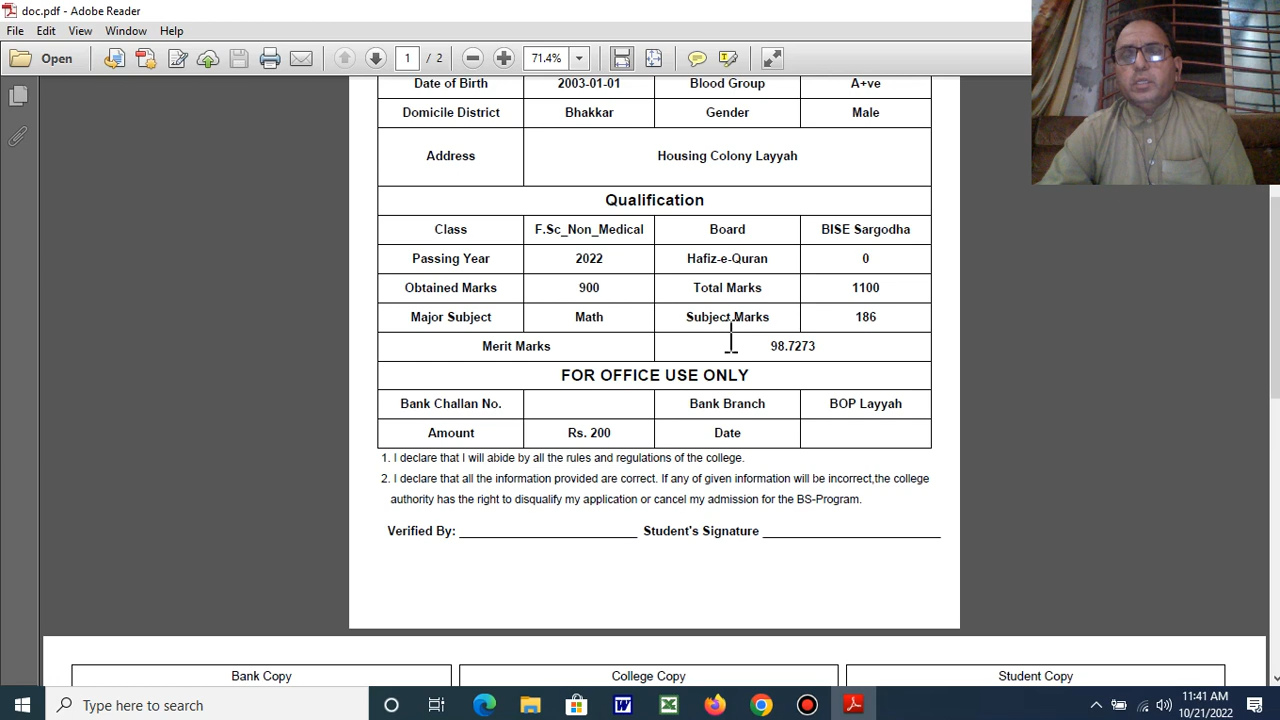 doc.pdf - Adobe Reader
File Edit View Window Help
Open 1 / 2 71.4%
Date of Birth 2003-01-01 Blood Group A+ve
Domicile District Bhakkar Gender Male
Address Housing Colony Layyah
Qualification
Class F.Sc_Non_Medical Board BISE Sargodha
Passing Year 2022 Hafiz-e-Quran 0
Obtained Marks 900 Total Marks 1100
Major Subject Math Subject Marks 186
Merit Marks 98.7273
FOR OFFICE USE ONLY
Bank Challan No. Bank Branch BOP Layyah
Amount Rs. 200 Date
1. I declare that I will abide by all the rules and regulations of the college.
2. I declare that all the information provided are correct. If any of given information will be incorrect,the college
authority has the right to disqualify my application or cancel my admission for the BS-Program.
Verified By: Student's Signature
Bank Copy College Copy Student Copy
Type here to search
11:41 AM
10/21/2022